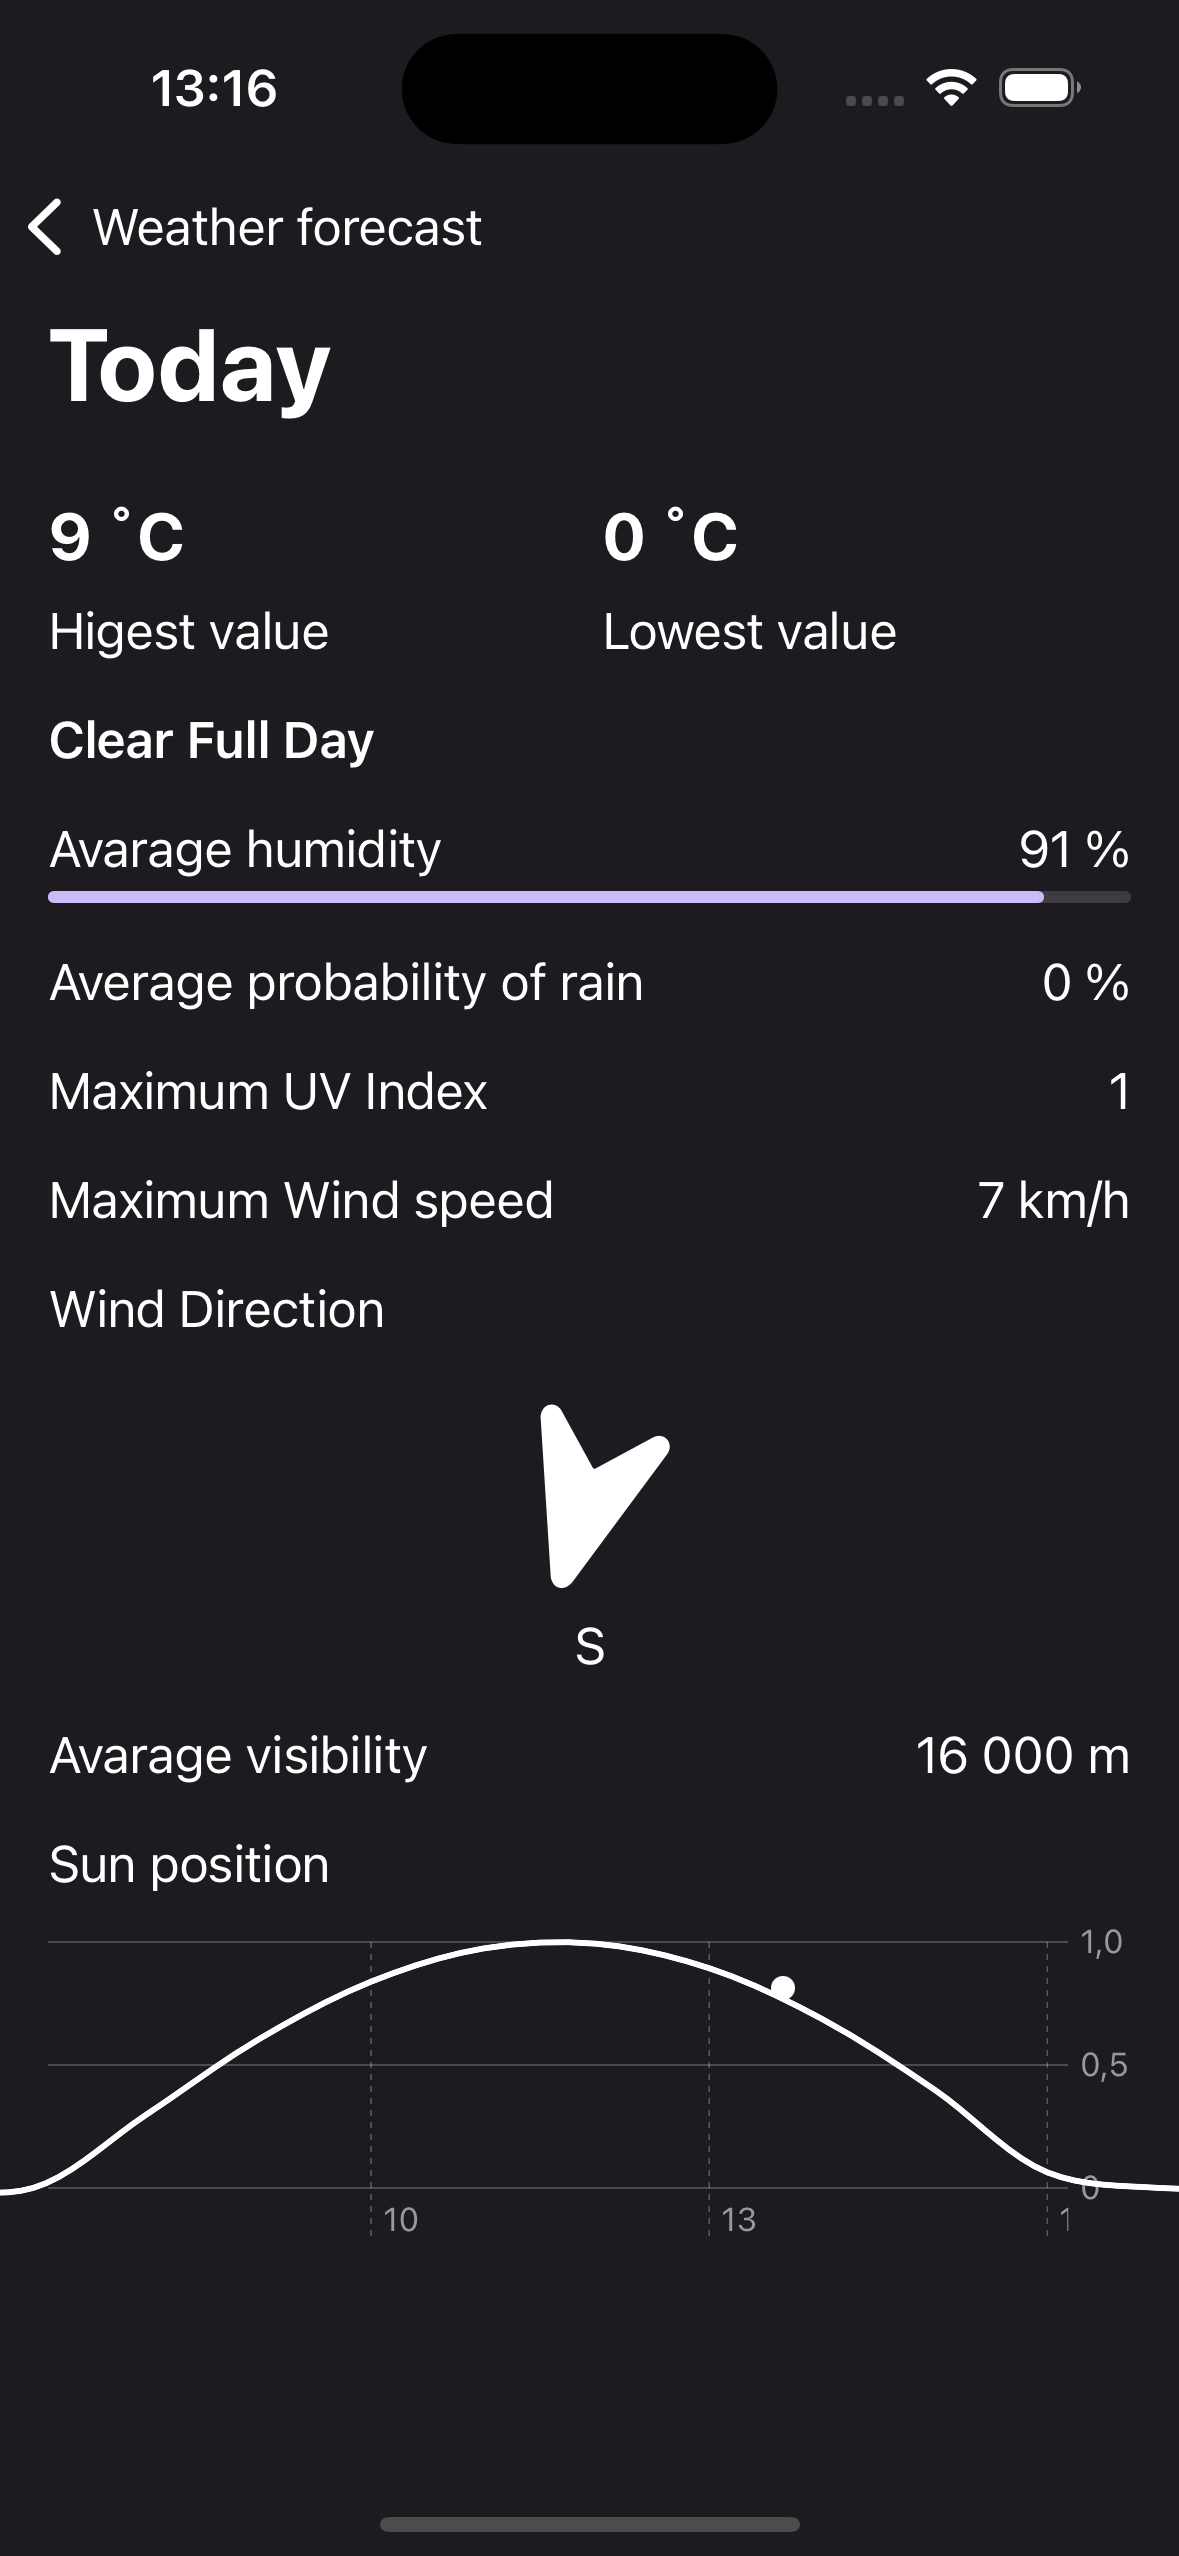 13:16
Weather forecast
Today
9 °C
0 °C
Higest value
Lowest value
Clear Full Day
Avarage humidity 91 %
Average probability of rain 0 %
Maximum UV Index 1
Maximum Wind speed 7 km/h
Wind Direction
S
Avarage visibility 16 000 m
Sun position
1,0
0,5
0
10 13